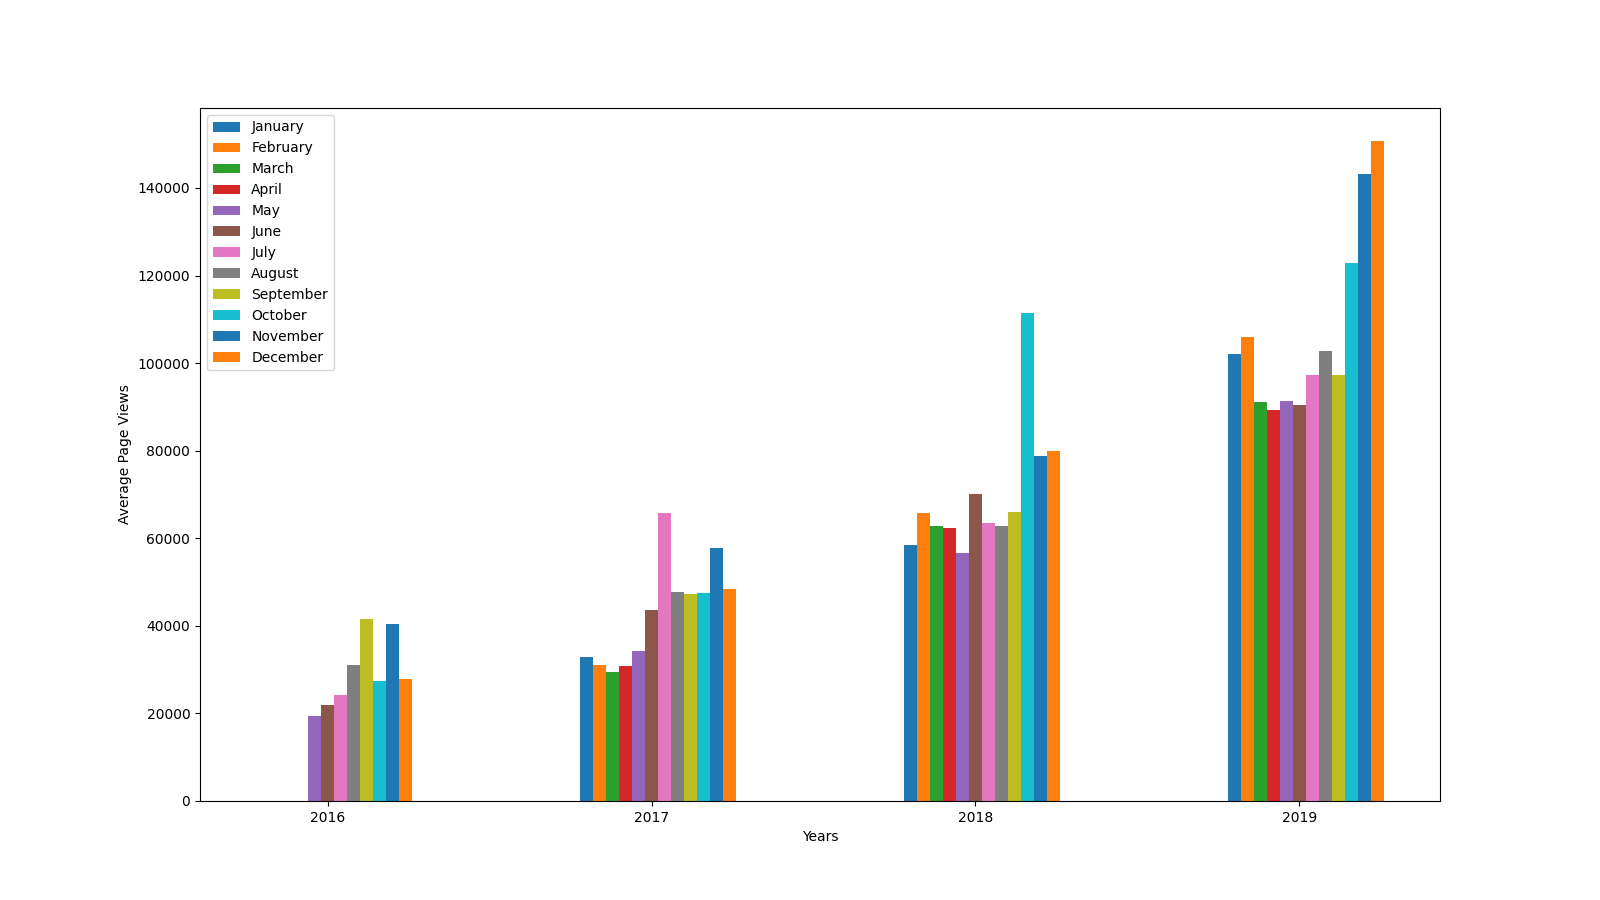 January
February
March
April
May
June
July
August
September
October
November
December
Average Page Views
140000
120000
100000
80000
60000
40000
20000
0
2016 2017 2018 2019
Years